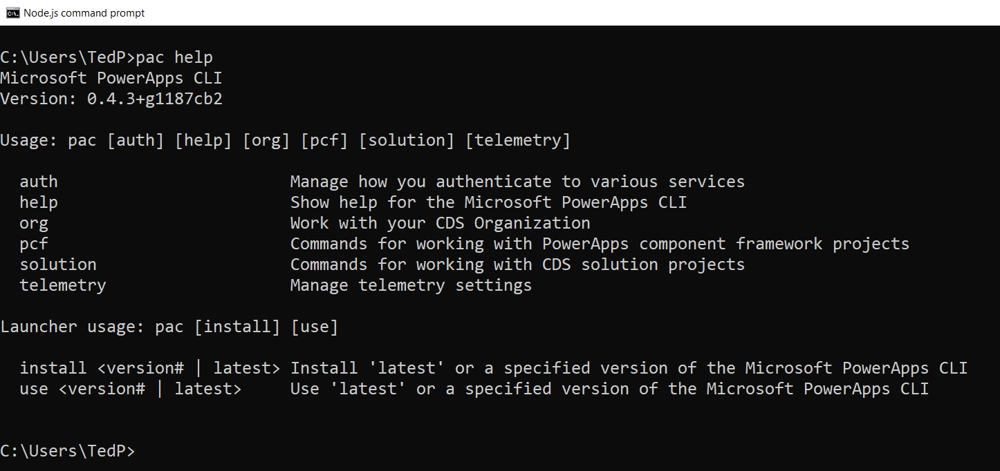 Node.js command prompt
C:\Users\TedP>pac help
Microsoft PowerApps CLI
Version: 0.4.3+g1187cb2
Usage: pac [auth] [help] [org] [pcf] [solution] [telemetry]
auth Manage how you authenticate to various services
help Show help for the Microsoft PowerApps CLI
org Work with your CDS Organization
pcf Commands for working with PowerApps component framework projects
solution Commands for working with CDS solution projects
telemetry Manage telemetry settings
Launcher usage: pac [install] [use]
install <version# | latest> Install 'latest' or a specified version of the Microsoft PowerApps CLI
use <version# | latest> Use 'latest' or a specified version of the Microsoft PowerApps CLI
C:\Users\TedP>